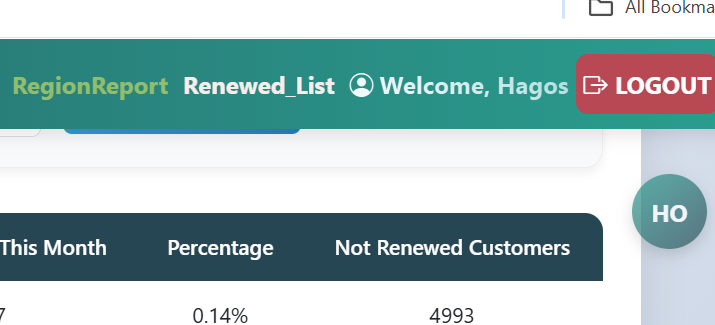 All Bookma
RegionReport Renewed_List Welcome, Hagos LOGOUT
HO
This Month Percentage Not Renewed Customers
7 0.14% 4993